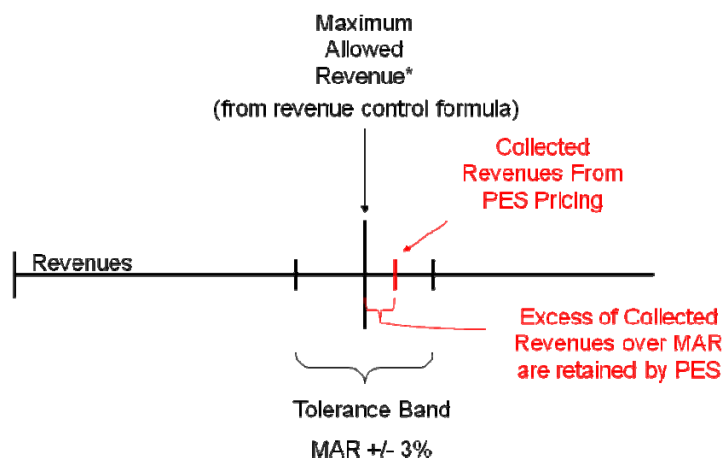 Maximum
Allowed
Revenue*
(from revenue control formula)
Collected
Revenues From
PES Pricing
Revenues
Excess of Collected
Revenues over MAR
are retained by PES
Tolerance Band
MAR +/- 3%